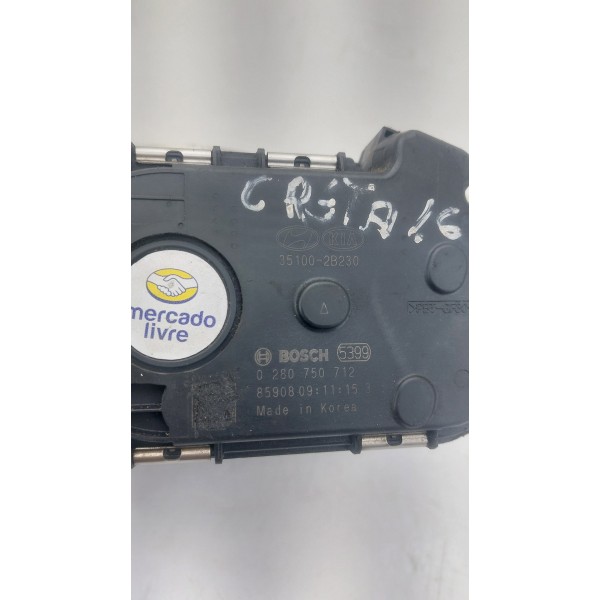 CRETA 1.6
KIA
35100-2B230
mercado
livre
BOSCH 5399
0 280 750 712
85908 09:11:15
Made in Korea